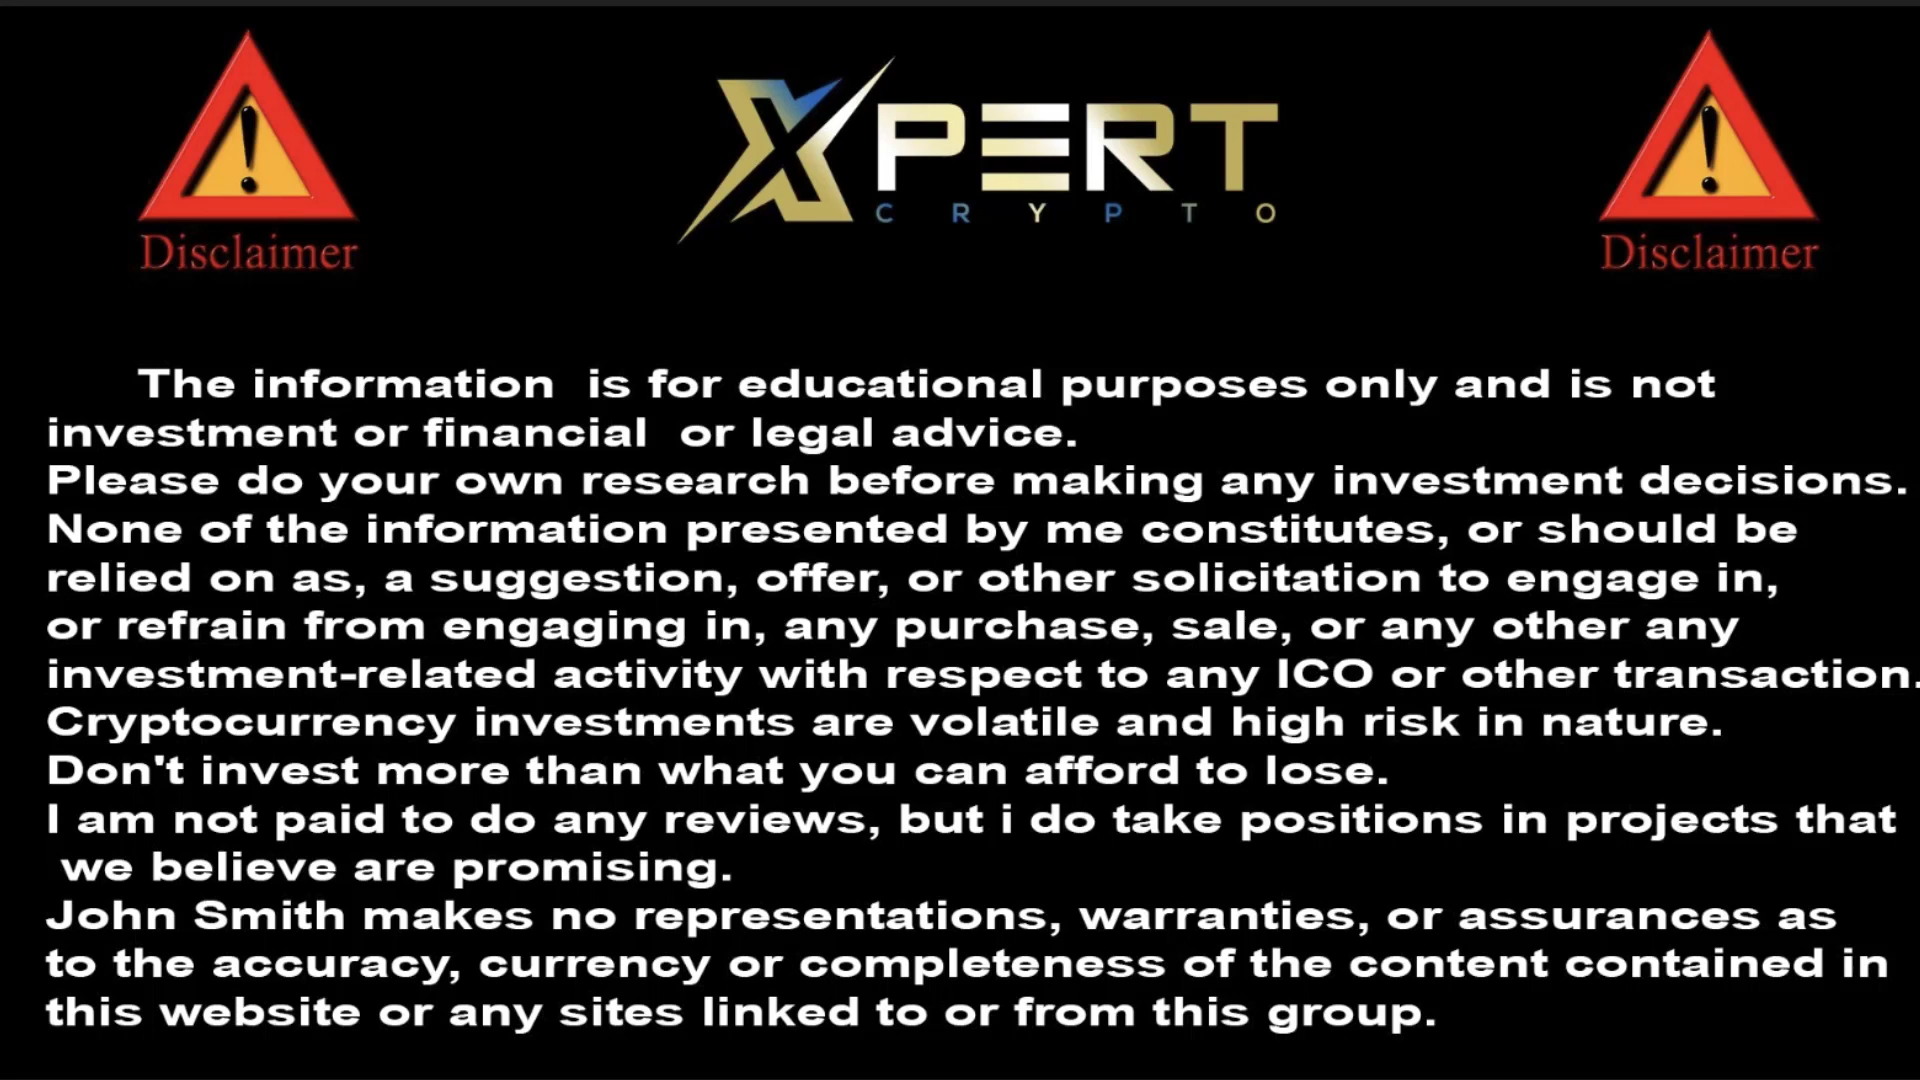 XPERT
CRYPTO
Disclaimer
Disclaimer
The information is for educational purposes only and is not
investment or financial or legal advice.
Please do your own research before making any investment decisions.
None of the information presented by me constitutes, or should be
relied on as, a suggestion, offer, or other solicitation to engage in,
or refrain from engaging in, any purchase, sale, or any other any
investment-related activity with respect to any ICO or other transaction.
Cryptocurrency investments are volatile and high risk in nature.
Don't invest more than what you can afford to lose.
I am not paid to do any reviews, but i do take positions in projects that
we believe are promising.
John Smith makes no representations, warranties, or assurances as
to the accuracy, currency or completeness of the content contained in
this website or any sites linked to or from this group.